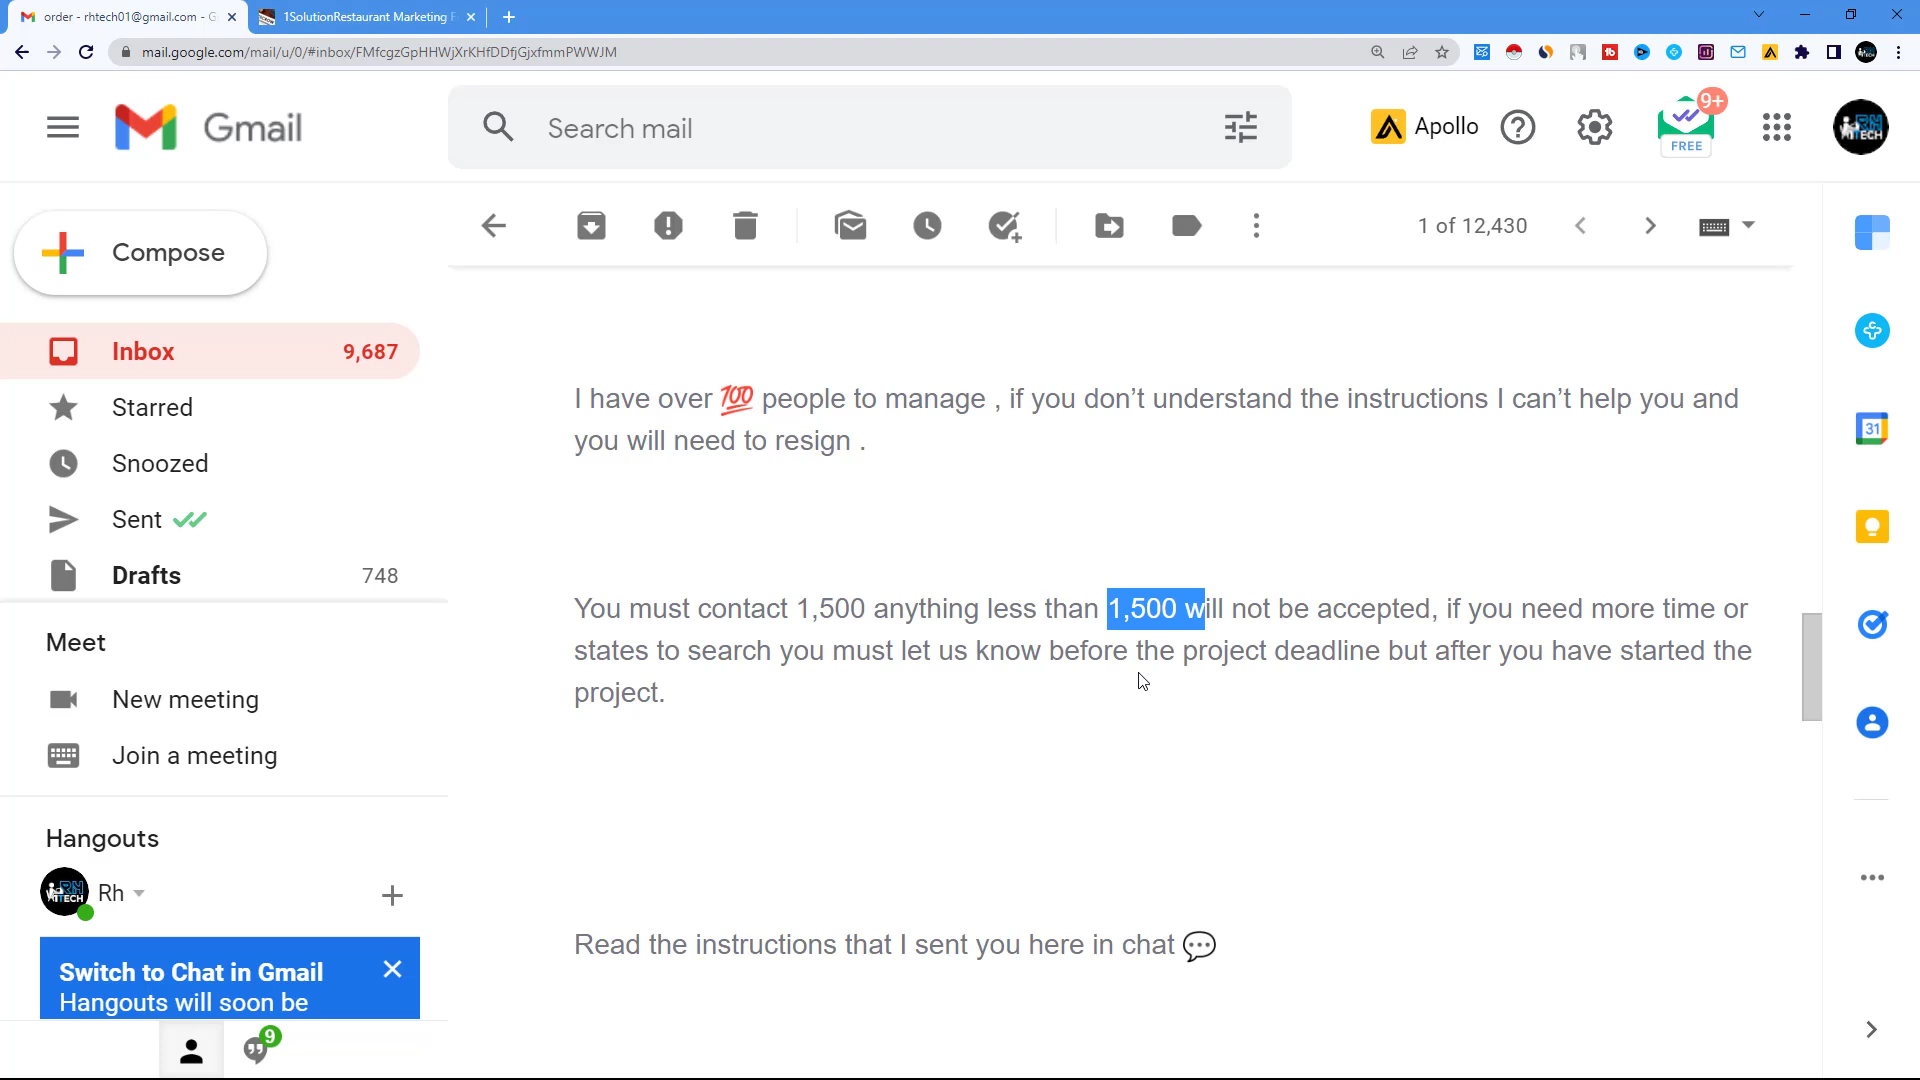 order - rhtech01@gmail.com - G
1SolutionRestaurant Marketing F
mail.google.com/mail/u/0/#inbox/FMfcgzGpHHWjXrKHfDDfjGjxfmmPWWJM
Gmail
Search mail
Apollo
9+
FREE
Compose
1 of 12,430
Inbox 9,687
Starred
Snoozed
Sent
Drafts 748
Meet
New meeting
Join a meeting
Hangouts
Rh
Switch to Chat in Gmail
Hangouts will soon be
9
I have over 💯 people to manage , if you don’t understand the instructions I can’t help you and
you will need to resign .
You must contact 1,500 anything less than 1,500 will not be accepted, if you need more time or
states to search you must let us know before the project deadline but after you have started the
project.
Read the instructions that I sent you here in chat 💬
31